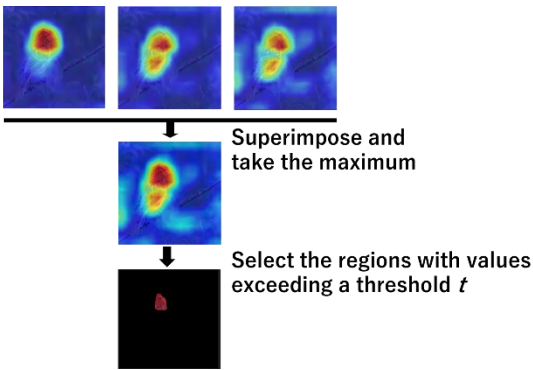 Superimpose and
take the maximum
Select the regions with values
exceeding a threshold t